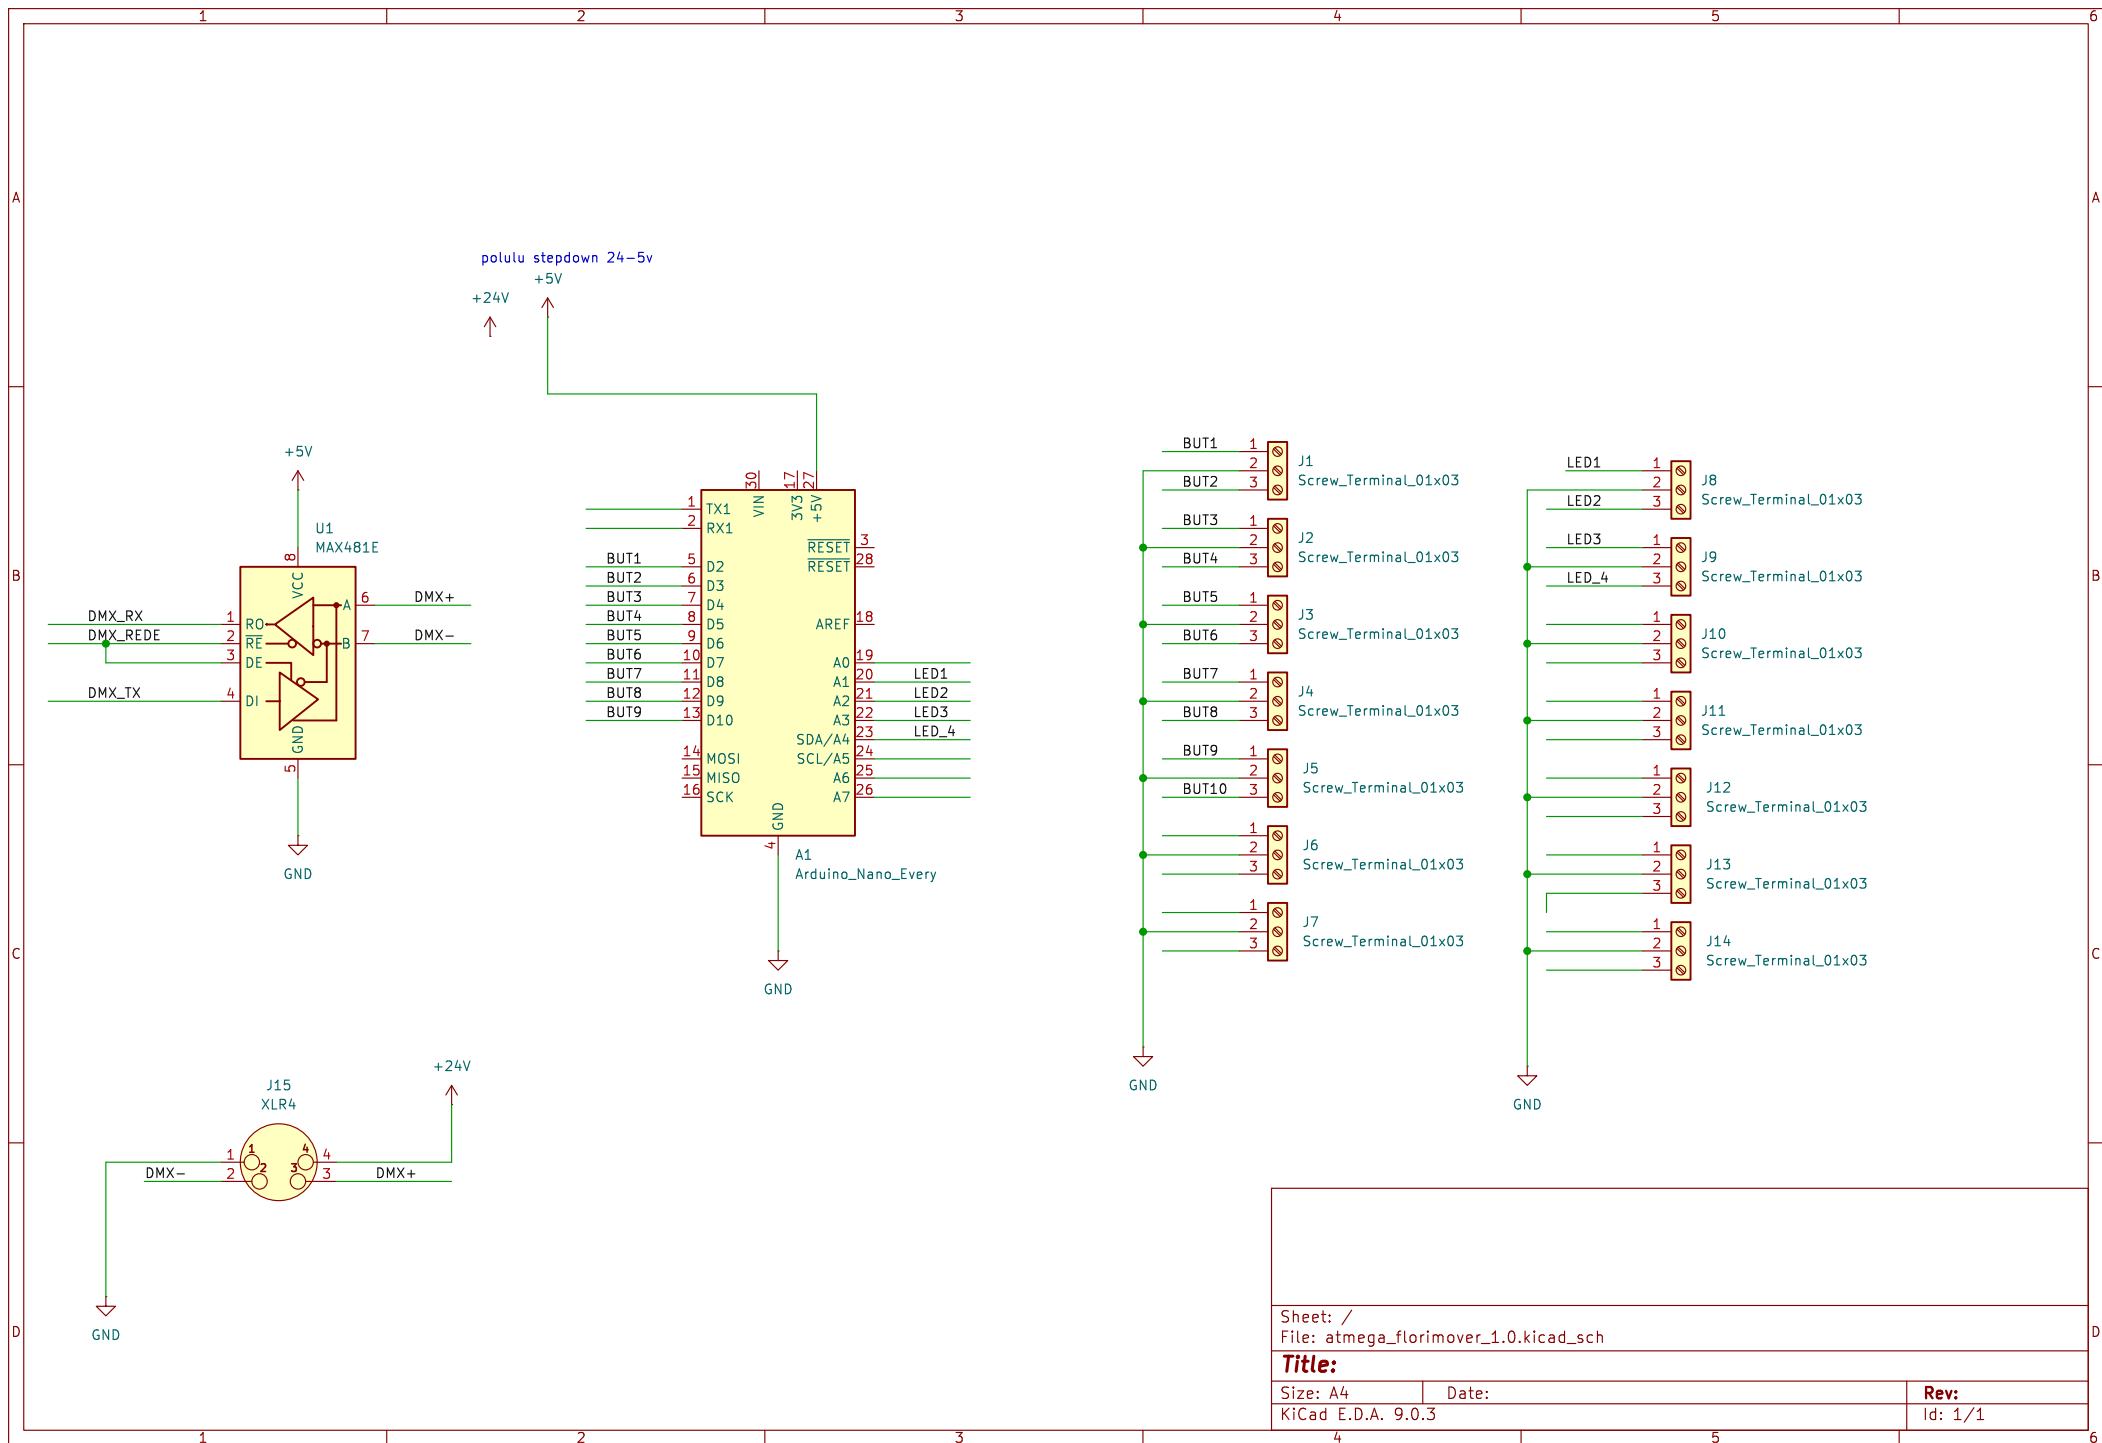 1 2 3 4 5 6
A A
polulu stepdown 24-5v
+5V
+24V
B B
+5V
U1
MAX481E
8
VCC
DMX_RX 1 RO
DMX_REDE 2 RE
3 DE
DMX_TX 4 DI
A 6 DMX+
B 7 DMX-
GND
5
GND
30 17 27
VIN 3V3 +5V
1 TX1
2 RX1
BUT1 5 D2
BUT2 6 D3
BUT3 7 D4
BUT4 8 D5
BUT5 9 D6
BUT6 10 D7
BUT7 11 D8
BUT8 12 D9
BUT9 13 D10
14 MOSI
15 MISO
16 SCK
RESET 3
RESET 28
AREF 18
A0 19
A1 20 LED1
A2 21 LED2
A3 22 LED3
SDA/A4 23 LED_4
SCL/A5 24
A6 25
A7 26
GND
4
A1
Arduino_Nano_Every
GND
BUT1 1
2
BUT2 3
J1
Screw_Terminal_01x03
BUT3 1
2
BUT4 3
J2
Screw_Terminal_01x03
BUT5 1
2
BUT6 3
J3
Screw_Terminal_01x03
BUT7 1
2
BUT8 3
J4
Screw_Terminal_01x03
BUT9 1
2
BUT10 3
J5
Screw_Terminal_01x03
1
2
3
J6
Screw_Terminal_01x03
1
2
3
J7
Screw_Terminal_01x03
GND
LED1 1
2
LED2 3
J8
Screw_Terminal_01x03
LED3 1
2
LED_4 3
J9
Screw_Terminal_01x03
1
2
3
J10
Screw_Terminal_01x03
1
2
3
J11
Screw_Terminal_01x03
1
2
3
J12
Screw_Terminal_01x03
1
2
3
J13
Screw_Terminal_01x03
1
2
3
J14
Screw_Terminal_01x03
GND
C C
+24V
J15
XLR4
1 1 4 4
DMX- 2 2 3 3 DMX+
GND
D D
Sheet: /
File: atmega_florimover_1.0.kicad_sch
Title:
Size: A4 Date: Rev:
KiCad E.D.A. 9.0.3 Id: 1/1
1 2 3 4 5 6